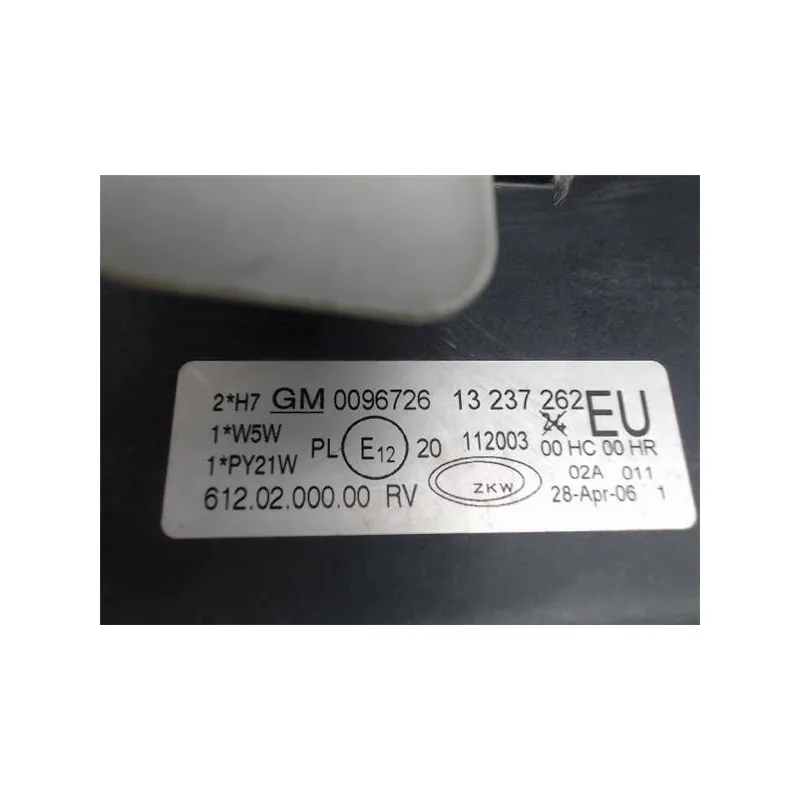 2*H7 GM 0096726 13 237 262 EU
1*W5W PL E12 20 112003 00 HC 00 HR
1*PY21W ZKW 02A 011
612.02.000.00 RV 28-Apr-06 1